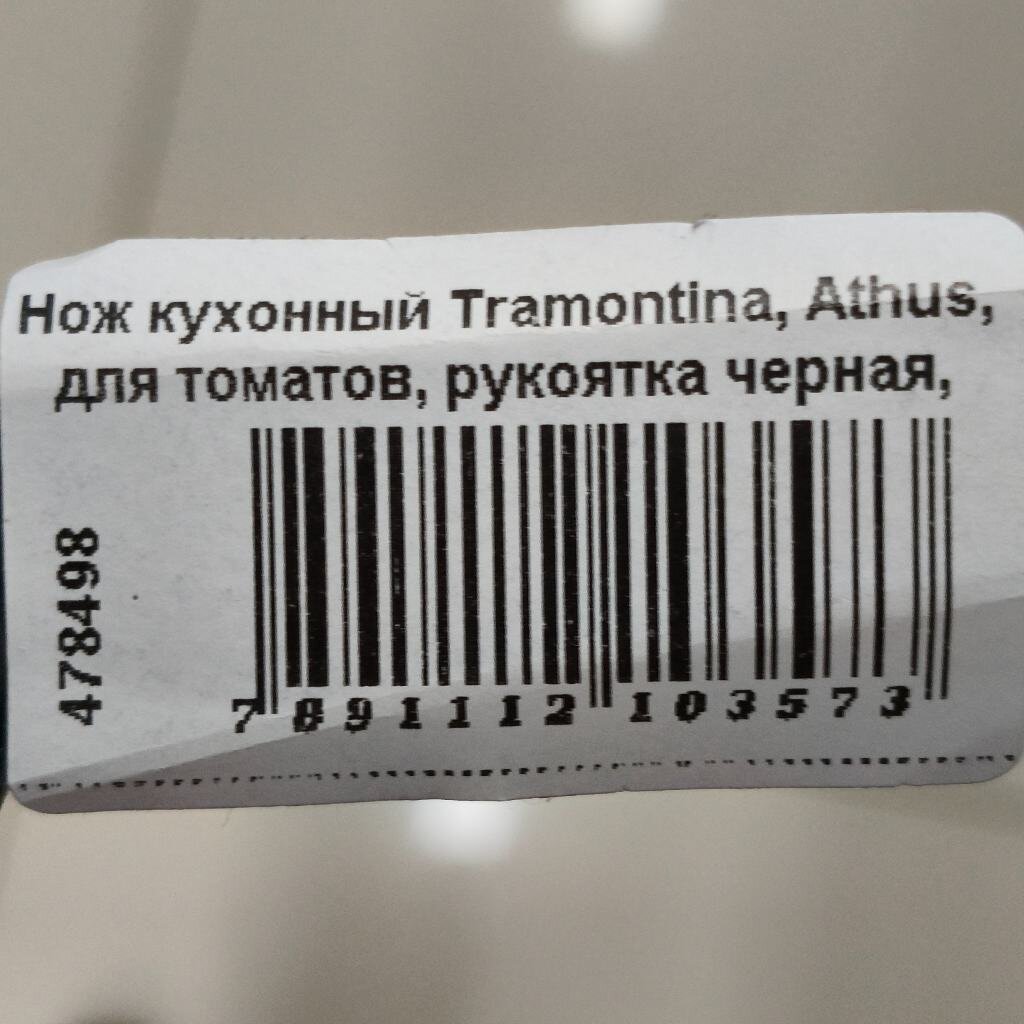 Нож кухонный Tramontina, Athus,
для томатов, рукоятка черная,
478498
7 891112 103573